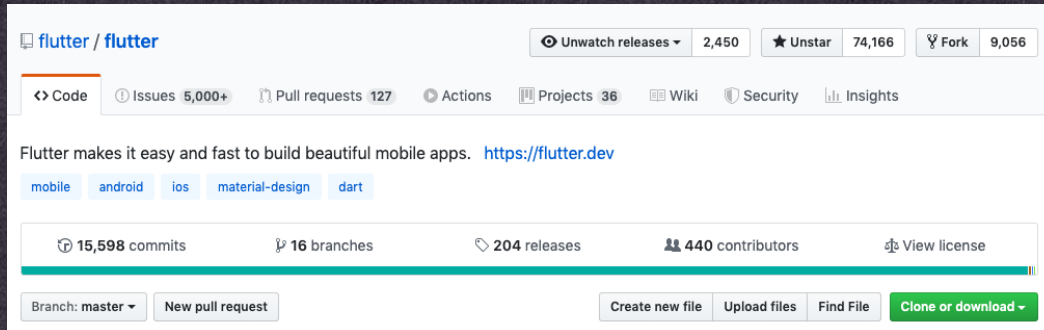 flutter / flutter Unwatch releases 2,450 Unstar 74,166 Fork 9,056
Code Issues 5,000+ Pull requests 127 Actions Projects 36 Wiki Security Insights
Flutter makes it easy and fast to build beautiful mobile apps. https://flutter.dev
mobile android ios material-design dart
15,598 commits 16 branches 204 releases 440 contributors View license
Branch: master New pull request Create new file Upload files Find File Clone or download